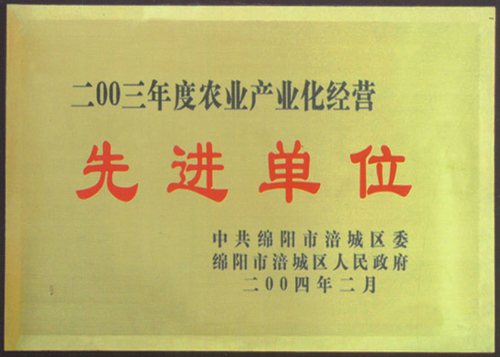 二00三年度农业产业化经营
先进单位
中共绵阳市涪城区委
绵阳市涪城区人民政府
二00四年二月